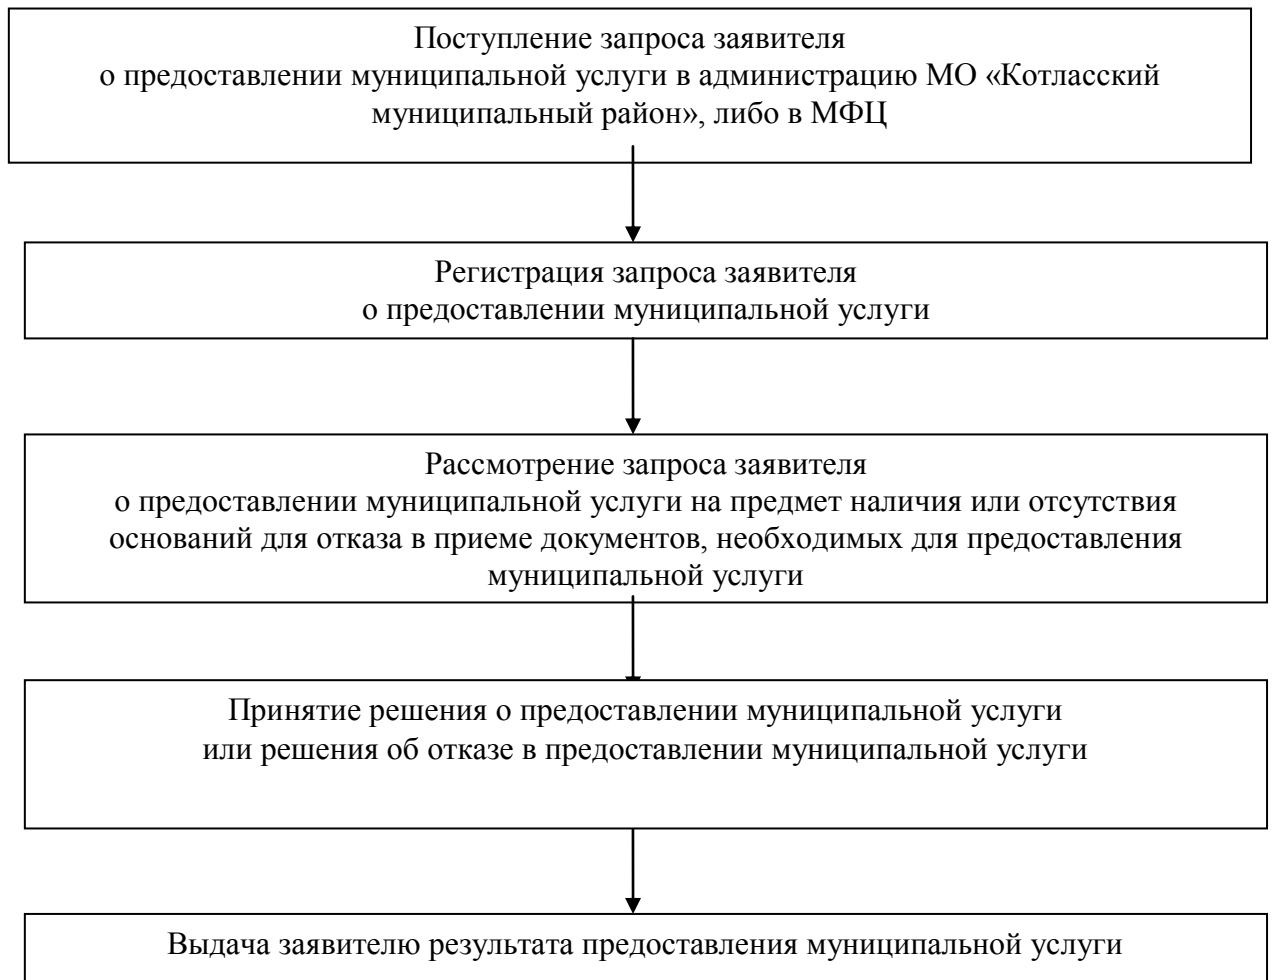 Поступление запроса заявителя
о предоставлении муниципальной услуги в администрацию МО «Котласский
муниципальный район», либо в МФЦ
Регистрация запроса заявителя
о предоставлении муниципальной услуги
Рассмотрение запроса заявителя
о предоставлении муниципальной услуги на предмет наличия или отсутствия
оснований для отказа в приеме документов, необходимых для предоставления
муниципальной услуги
Принятие решения о предоставлении муниципальной услуги
или решения об отказе в предоставлении муниципальной услуги
Выдача заявителю результата предоставления муниципальной услуги